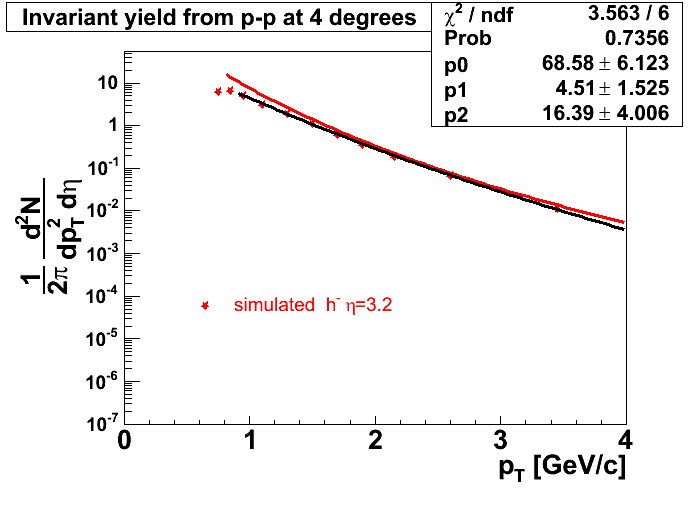 Invariant yield from p-p at 4 degrees
χ² / ndf 3.563 / 6
Prob 0.7356
p0 68.58 ± 6.123
p1 4.51 ± 1.525
p2 16.39 ± 4.006
1/2π d²N/dp_T² dη
10
1
10⁻¹
10⁻²
10⁻³
10⁻⁴
10⁻⁵
10⁻⁶
10⁻⁷
simulated h⁻ η=3.2
0 1 2 3 4
p_T [GeV/c]